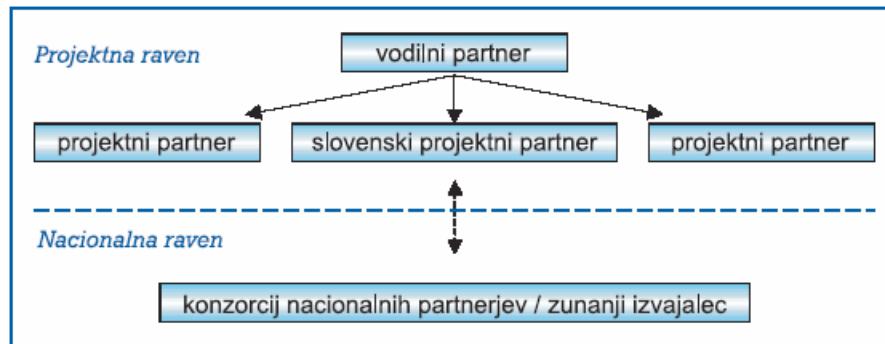 Projektna raven
vodilni partner
projektni partner
slovenski projektni partner
projektni partner
Nacionalna raven
konzorcij nacionalnih partnerjev / zunanji izvajalec